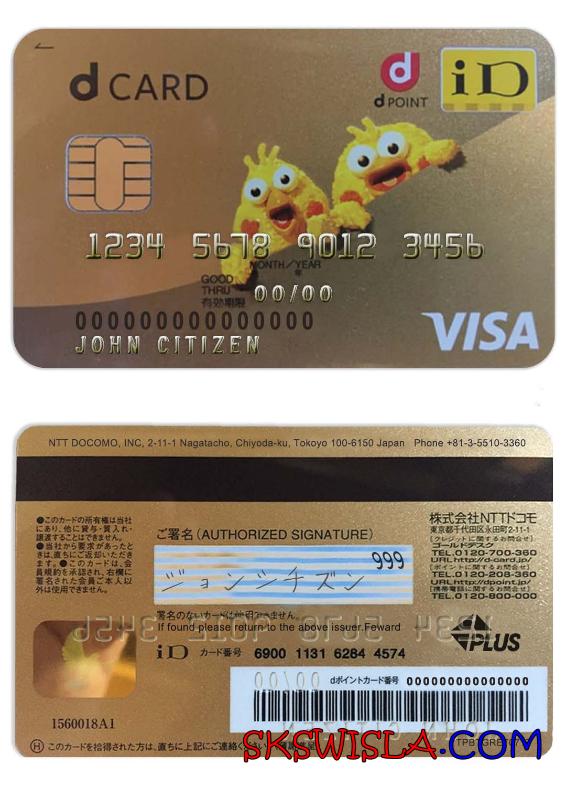 d CARD
d POINT
iD
1234 5678 9012 3456
MONTH/YEAR
年
GOOD
THRU
有効期限
00/00
000000000000000
JOHN CITIZEN
VISA
NTT DOCOMO, INC, 2-11-1 Nagatacho, Chiyoda-ku, Tokoyo 100-6150 Japan Phone +81-3-5510-3360
●このカードの所有権は当社
にあり、他に貸与・質入れ・
譲渡することはできません。
●当社から要求があったとき
は、直ちにご返却いただき
ます。●このカードは、会
員規約を承認され、右欄に
署名された会員ご本人以
外は使用できません。
ご署名(AUTHORIZED SIGNATURE)
999
ジョンシチズン
署名のないカードは使用できません。
If found please return to the above issuer.Feward
株式会社NTTドコモ
東京都千代田区永田町2-11-1
[クレジットに関するお問合せ]
ゴールドデスク
TEL.0120-700-360
URL.http://d-card.jp/
[ポイントに関するお問合せ]
TEL.0120-208-360
URL.http://dpoint.jp/
[携帯電話に関するお問合せ]
TEL.0120-800-000
PLUS
iD カード番号 6900 1131 6284 4574
00/00
dポイントカード番号 000000000000000
1560018A1
Ⓗ このカードを拾得された方は、直ちに上記にご連絡ください。
SKSWISLA.COM